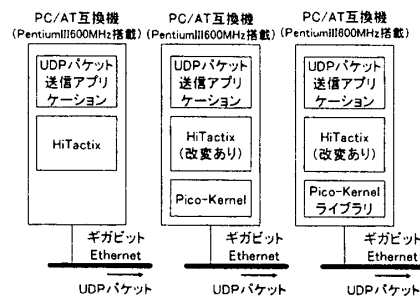 PC/AT互換機
(PentiumIII600MHz搭載)
UDPパケット
送信アプリ
ケーション
HiTactix
ギガビット
Ethernet
UDPパケット
PC/AT互換機
(PentiumIII600MHz搭載)
UDPパケット
送信アプリ
ケーション
HiTactix
(改変あり)
Pico-Kernel
ギガビット
Ethernet
UDPパケット
PC/AT互換機
(PentiumIII600MHz搭載)
UDPパケット
送信アプリ
ケーション
HiTactix
(改変あり)
Pico-Kernel
ライブラリ
ギガビット
Ethernet
UDPパケット